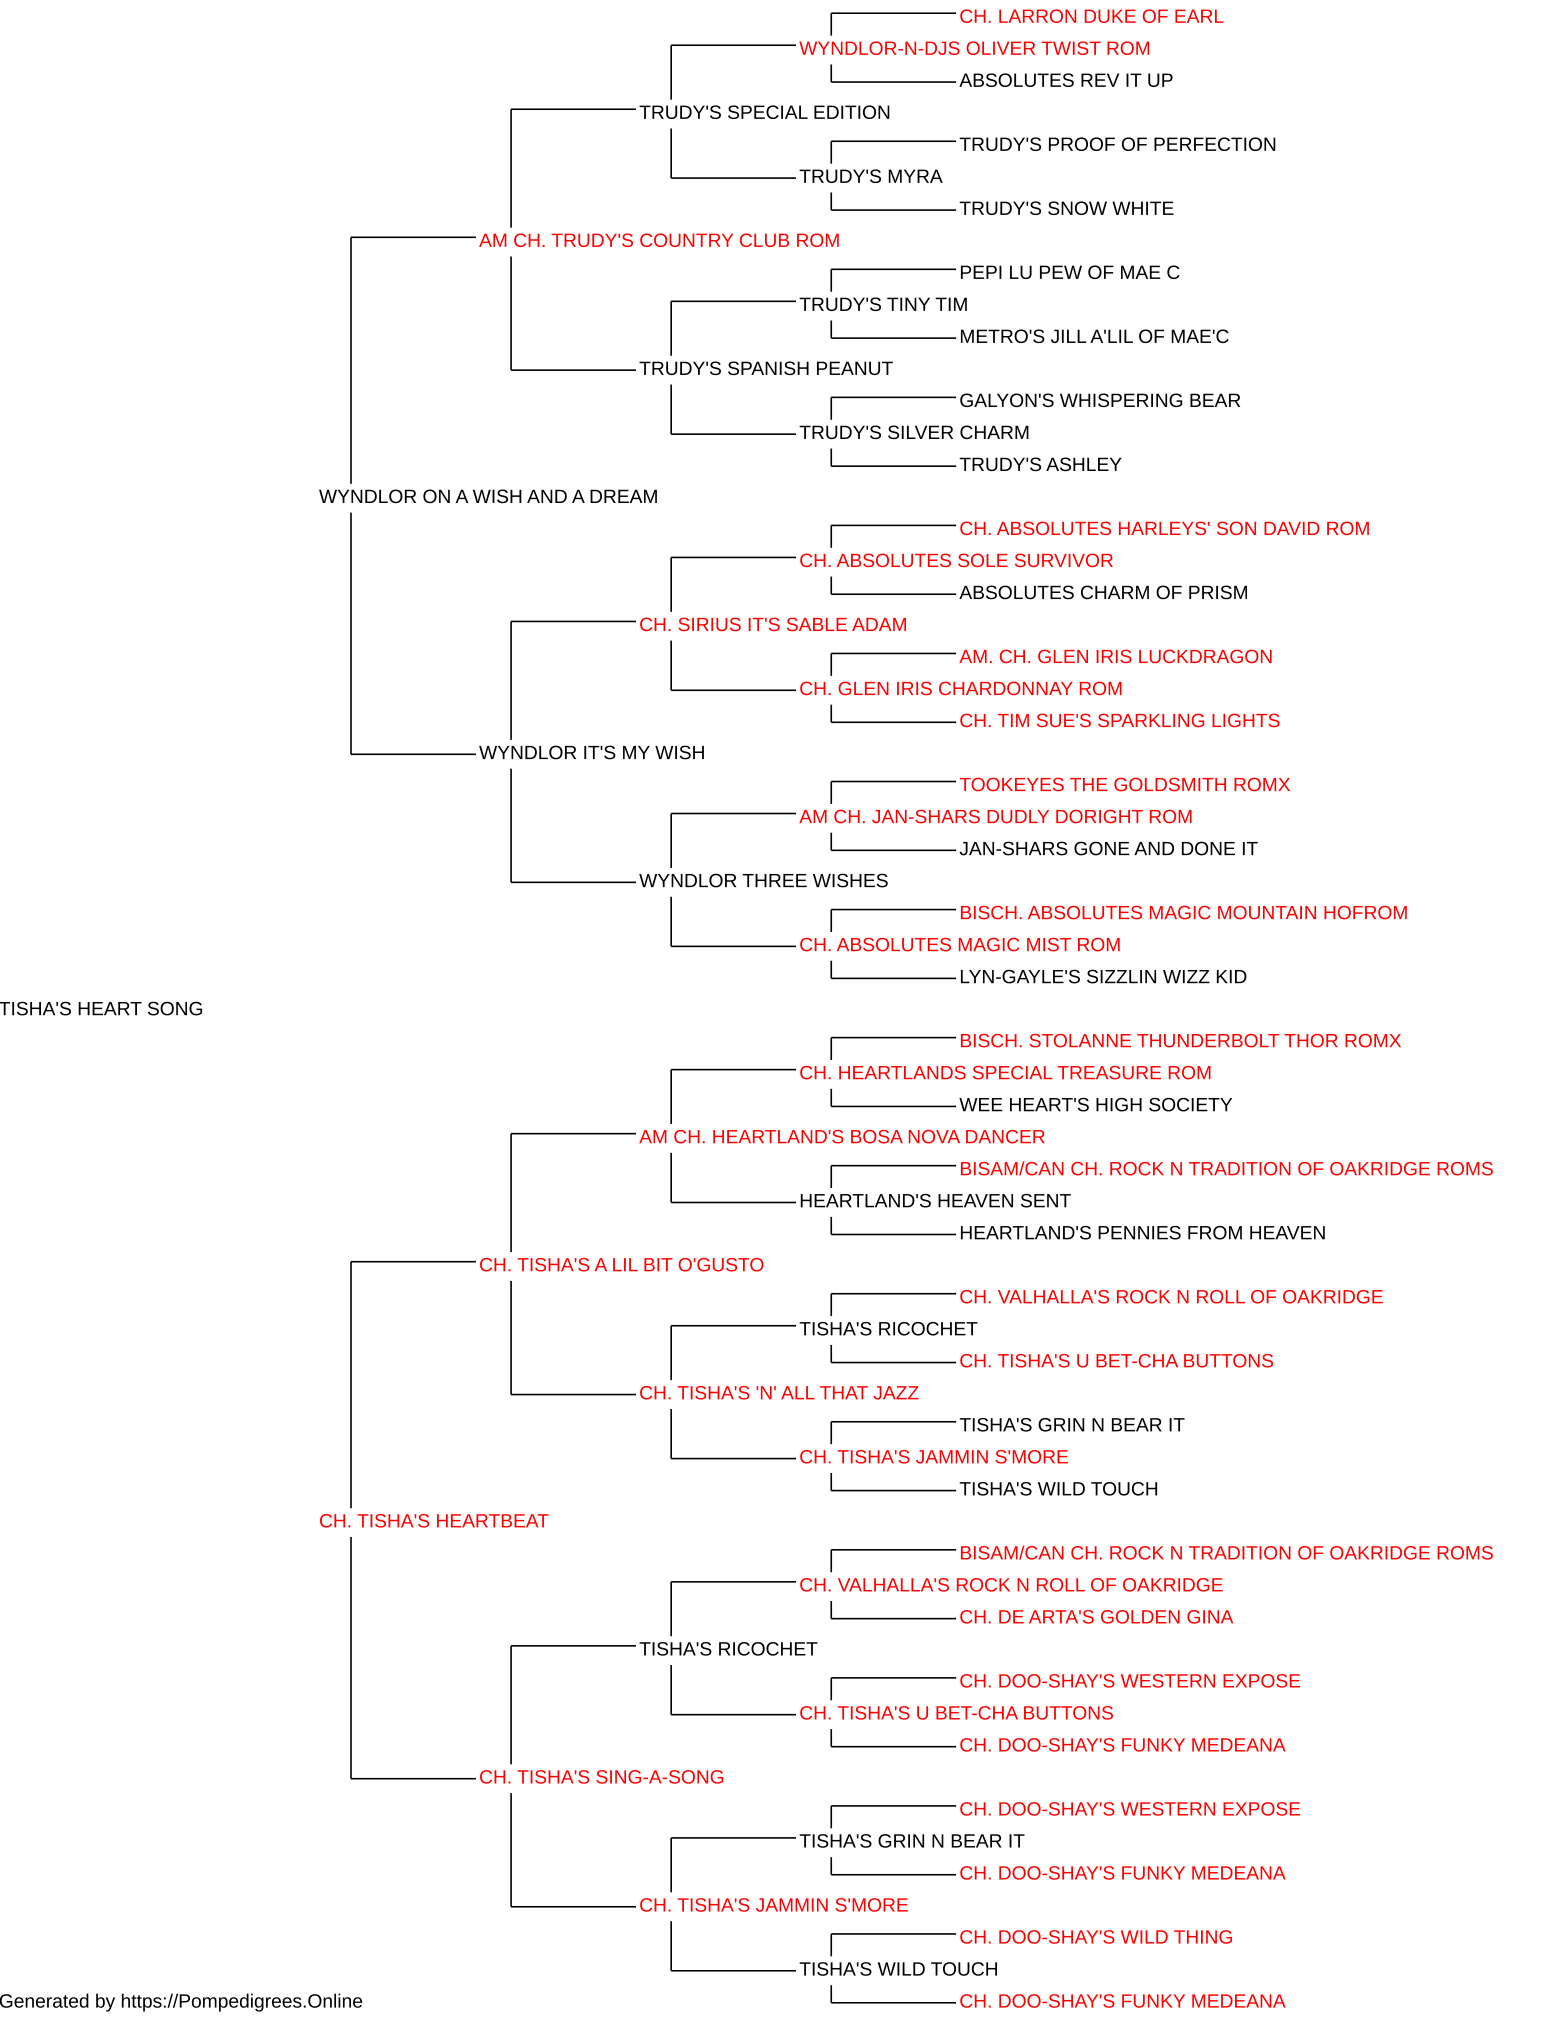 CH. LARRON DUKE OF EARL
WYNDLOR-N-DJS OLIVER TWIST ROM
ABSOLUTES REV IT UP
TRUDY'S SPECIAL EDITION
TRUDY'S PROOF OF PERFECTION
TRUDY'S MYRA
TRUDY'S SNOW WHITE
AM CH. TRUDY'S COUNTRY CLUB ROM
PEPI LU PEW OF MAE C
TRUDY'S TINY TIM
METRO'S JILL A'LIL OF MAE'C
TRUDY'S SPANISH PEANUT
GALYON'S WHISPERING BEAR
TRUDY'S SILVER CHARM
TRUDY'S ASHLEY
WYNDLOR ON A WISH AND A DREAM
CH. ABSOLUTES HARLEYS' SON DAVID ROM
CH. ABSOLUTES SOLE SURVIVOR
ABSOLUTES CHARM OF PRISM
CH. SIRIUS IT'S SABLE ADAM
AM. CH. GLEN IRIS LUCKDRAGON
CH. GLEN IRIS CHARDONNAY ROM
CH. TIM SUE'S SPARKLING LIGHTS
WYNDLOR IT'S MY WISH
TOOKEYES THE GOLDSMITH ROMX
AM CH. JAN-SHARS DUDLY DORIGHT ROM
JAN-SHARS GONE AND DONE IT
WYNDLOR THREE WISHES
BISCH. ABSOLUTES MAGIC MOUNTAIN HOFROM
CH. ABSOLUTES MAGIC MIST ROM
LYN-GAYLE'S SIZZLIN WIZZ KID
TISHA'S HEART SONG
BISCH. STOLANNE THUNDERBOLT THOR ROMX
CH. HEARTLANDS SPECIAL TREASURE ROM
WEE HEART'S HIGH SOCIETY
AM CH. HEARTLAND'S BOSA NOVA DANCER
BISAM/CAN CH. ROCK N TRADITION OF OAKRIDGE ROMS
HEARTLAND'S HEAVEN SENT
HEARTLAND'S PENNIES FROM HEAVEN
CH. TISHA'S A LIL BIT O'GUSTO
CH. VALHALLA'S ROCK N ROLL OF OAKRIDGE
TISHA'S RICOCHET
CH. TISHA'S U BET-CHA BUTTONS
CH. TISHA'S 'N' ALL THAT JAZZ
TISHA'S GRIN N BEAR IT
CH. TISHA'S JAMMIN S'MORE
TISHA'S WILD TOUCH
CH. TISHA'S HEARTBEAT
BISAM/CAN CH. ROCK N TRADITION OF OAKRIDGE ROMS
CH. VALHALLA'S ROCK N ROLL OF OAKRIDGE
CH. DE ARTA'S GOLDEN GINA
TISHA'S RICOCHET
CH. DOO-SHAY'S WESTERN EXPOSE
CH. TISHA'S U BET-CHA BUTTONS
CH. DOO-SHAY'S FUNKY MEDEANA
CH. TISHA'S SING-A-SONG
CH. DOO-SHAY'S WESTERN EXPOSE
TISHA'S GRIN N BEAR IT
CH. DOO-SHAY'S FUNKY MEDEANA
CH. TISHA'S JAMMIN S'MORE
CH. DOO-SHAY'S WILD THING
TISHA'S WILD TOUCH
CH. DOO-SHAY'S FUNKY MEDEANA
Generated by https://Pompedigrees.Online